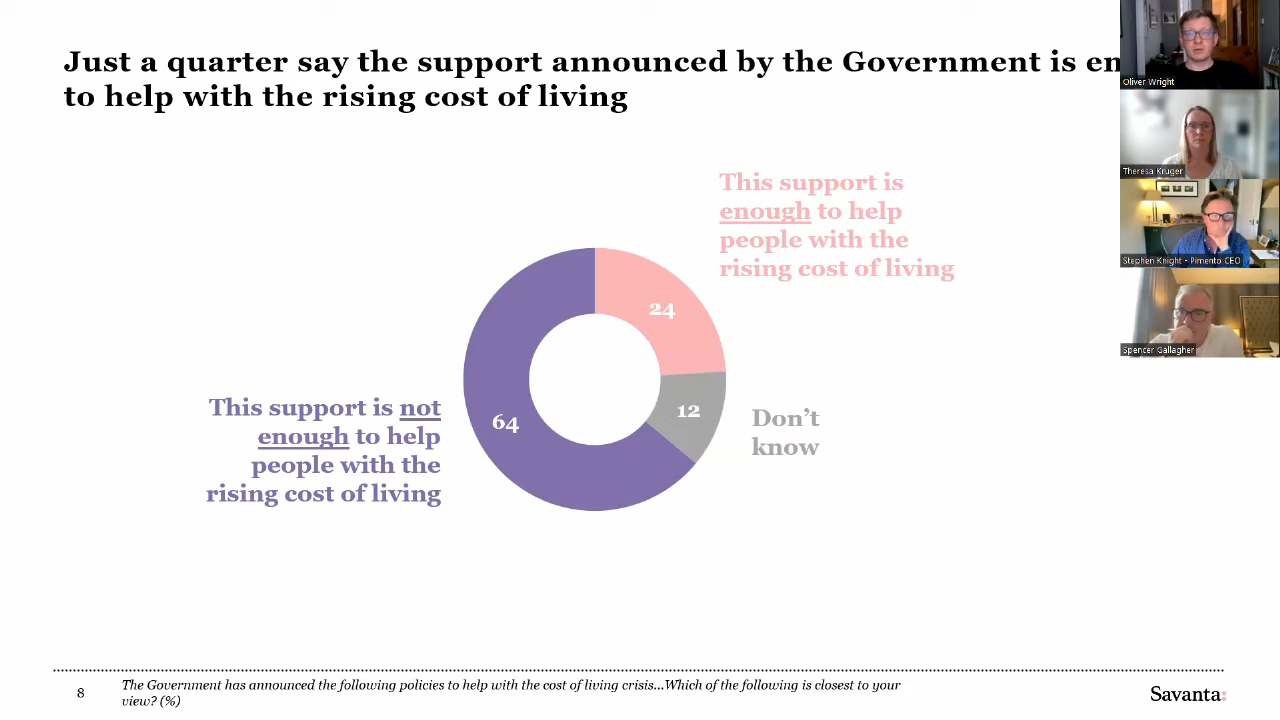 Just a quarter say the support announced by the Government is en
to help with the rising cost of living
Oliver Wright
Theresa Kruger
Stephen Knight - Pimento CEO
Spencer Gallagher
This support is
enough to help
people with the
rising cost of living
24
12
64
Don’t
know
This support is not
enough to help
people with the
rising cost of living
8
The Government has announced the following policies to help with the cost of living crisis...Which of the following is closest to your
view? (%)
Savanta: